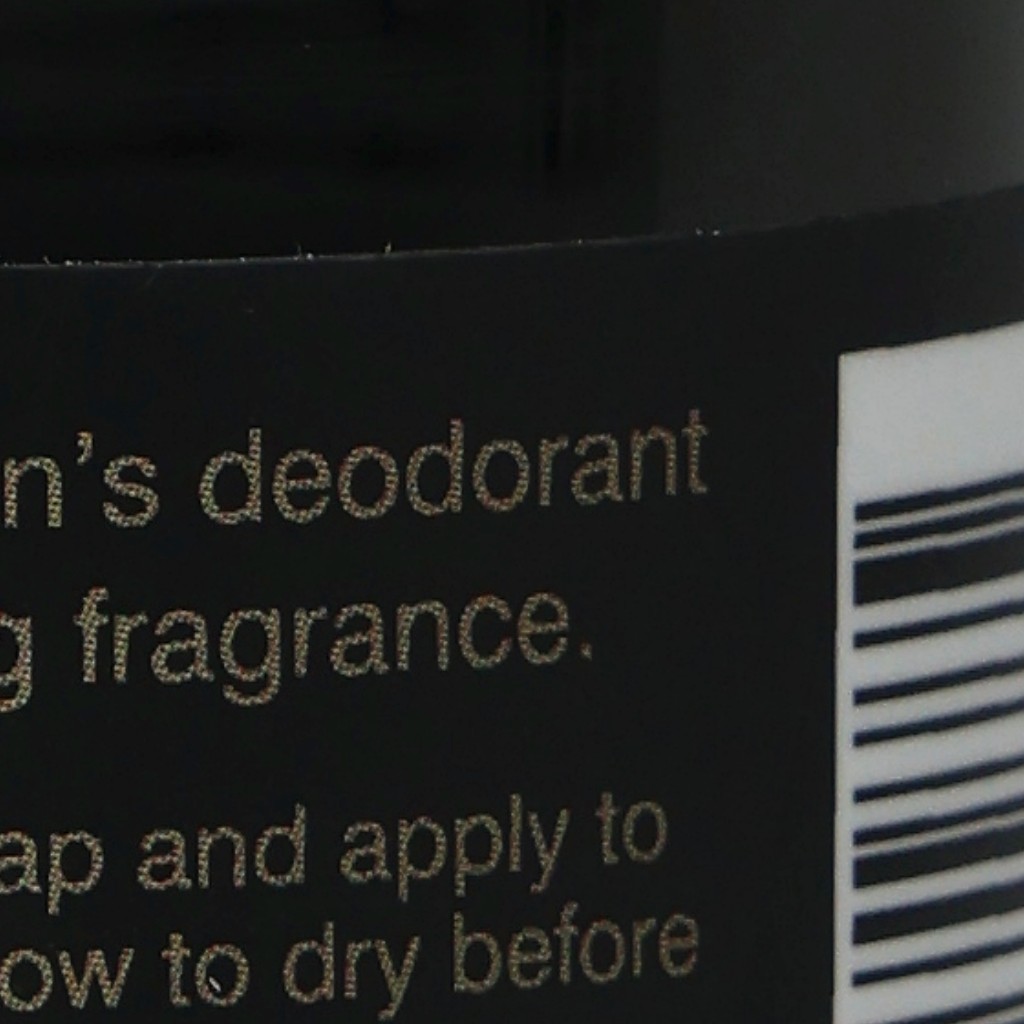 n's deodorant
g fragrance.
ap and apply to
ow to dry before